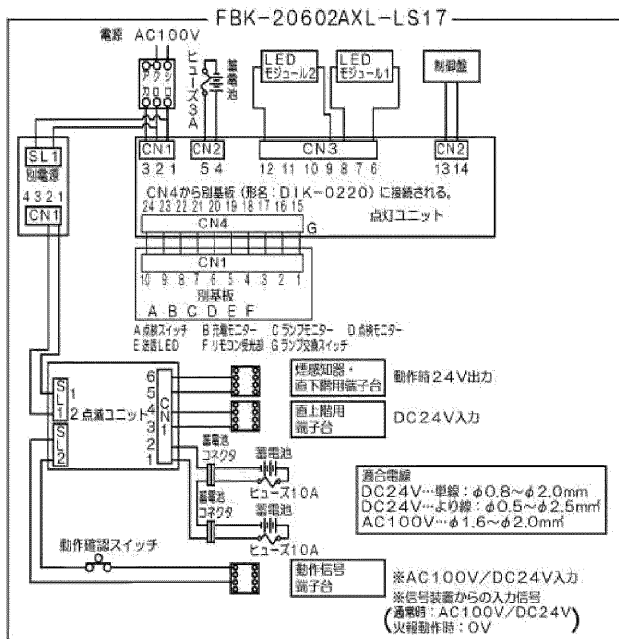 FBK-20602AXL-LS17
電源 AC100V
アカ
クロ
シロ
ヒューズ3A
蓄電池
LEDモジュール2
LEDモジュール1
制御盤
SL1
別電源
4 3 2 1
CN1
CN1
3 2 1
CN2
5 4
CN3
12 11 10 9 8 7 6
CN2
13 14
CN4から別基板（形名：DIK-0220）に接続される。
24 23 22 21 20 19 18 17 16 15
CN4
G
点灯ユニット
CN1
10 9 8 7 6 5 4 3 2 1
別基板
A B C D E F
A 点検スイッチ B 充電モニター C ランプモニター D 点検モニター
E 送信LED F リモコン受光部 G ランプ交換スイッチ
SL1
1
2
点滅ユニット
SL2
CN1
6
5
4
3
2
1
煙感知器・
直下階用端子台
動作時24V出力
直上階用
端子台
DC24V入力
蓄電池
コネクタ
蓄電池
ヒューズ10A
蓄電池
コネクタ
蓄電池
ヒューズ10A
適合電線
DC24V…単線：φ0.8～φ2.0mm
DC24V…より線：φ0.5～φ2.5mm²
AC100V…φ1.6～φ2.0mm
動作確認スイッチ
動作信号
端子台
※AC100V/DC24V入力
※信号装置からの入力信号
（通常時：AC100V/DC24V
火報動作時：0V）